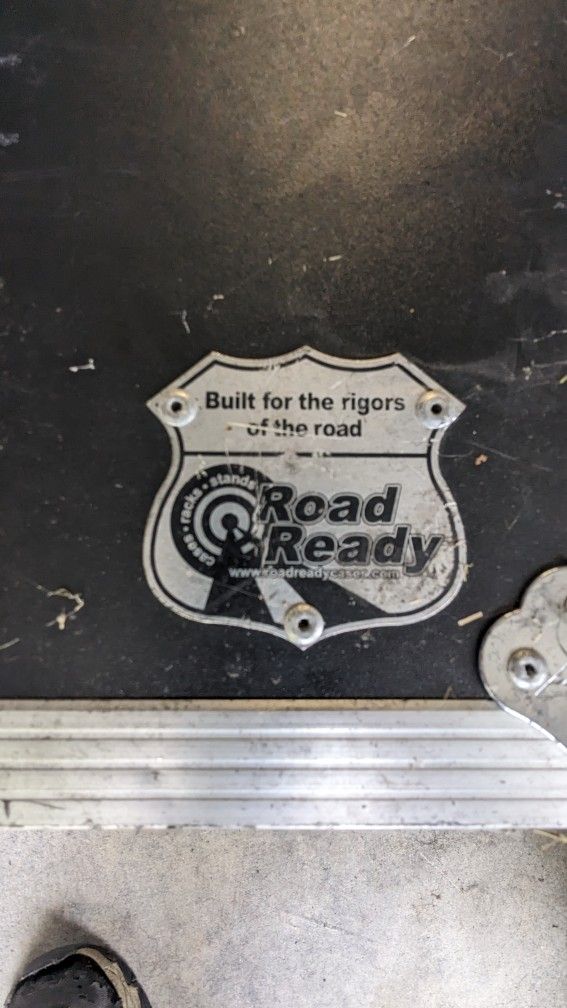 Built for the rigors
of the road
cases • racks • stands
Road
Ready
www.roadreadycases.com